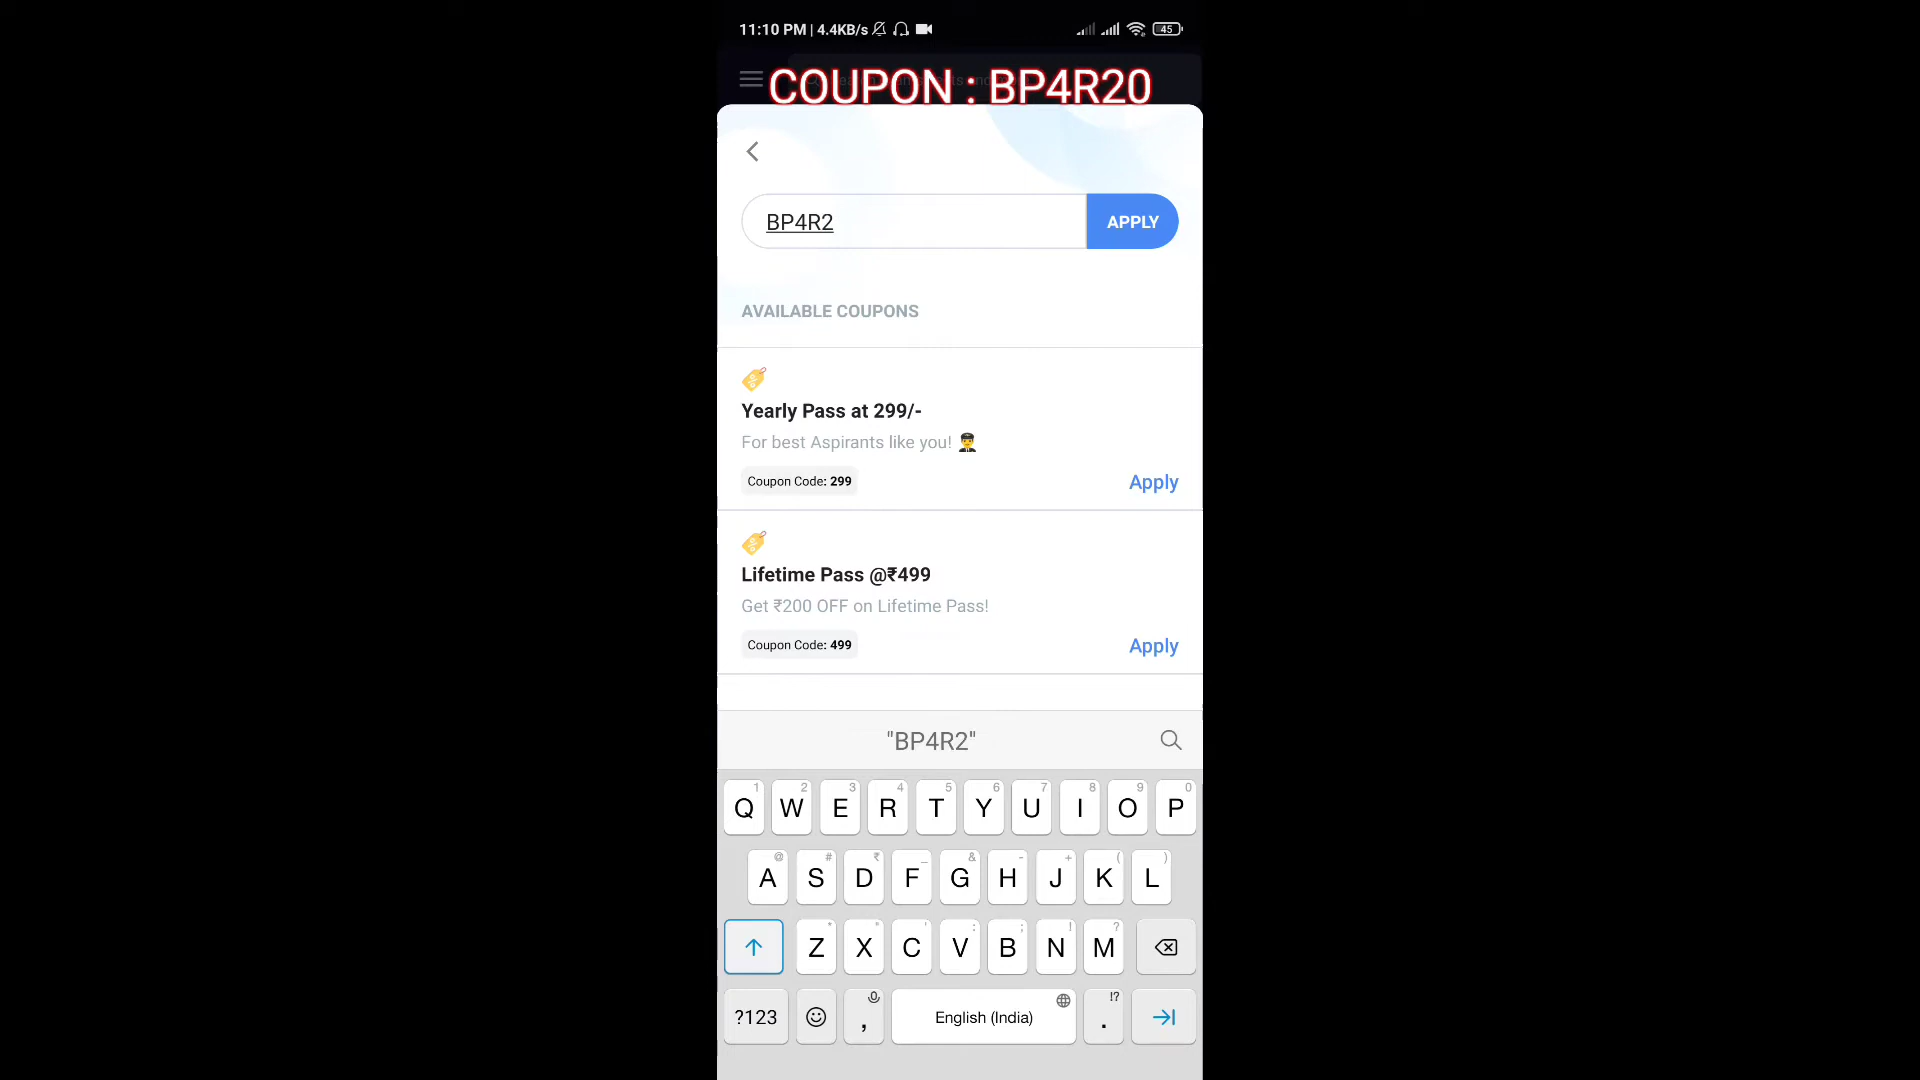 11:10 PM | 4.4KB/s 45
COUPON : BP4R20
BP4R2
APPLY
AVAILABLE COUPONS
Yearly Pass at 299/-
For best Aspirants like you! 👨‍✈️
Coupon Code: 299
Apply
Lifetime Pass @₹499
Get ₹200 OFF on Lifetime Pass!
Coupon Code: 499
Apply
"BP4R2"
1 2 3 4 5 6 7 8 9 0
Q W E R T Y U I O P
@ # ₹ _ & - + ( )
A S D F G H J K L
* " ' : ; ! ?
Z X C V B N M
!?
?123 , English (India) .